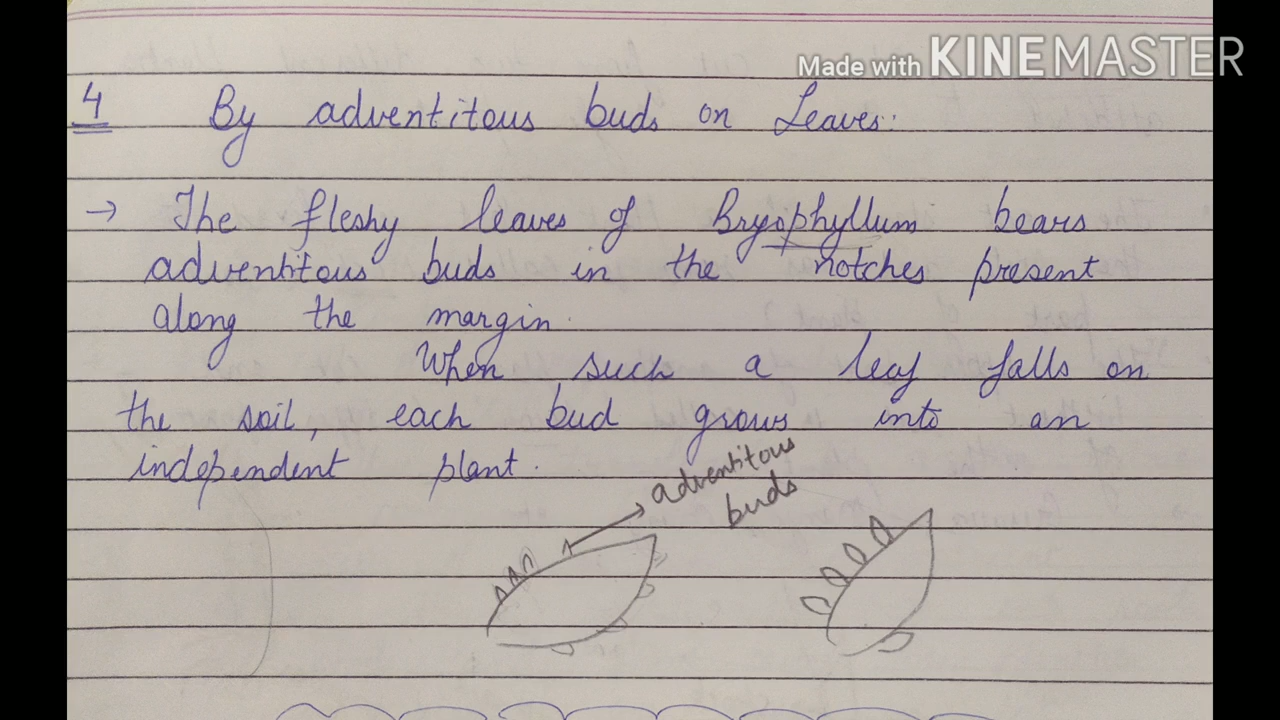 Made with KINEMASTER
4 By adventitous buds on Leaves:
→ The fleshy leaves of Bryophyllum bears
adventitous buds in the notches present
along the margin.
When such a leaf falls on
the soil, each bud grows into an
independent plant.
adventitous
buds